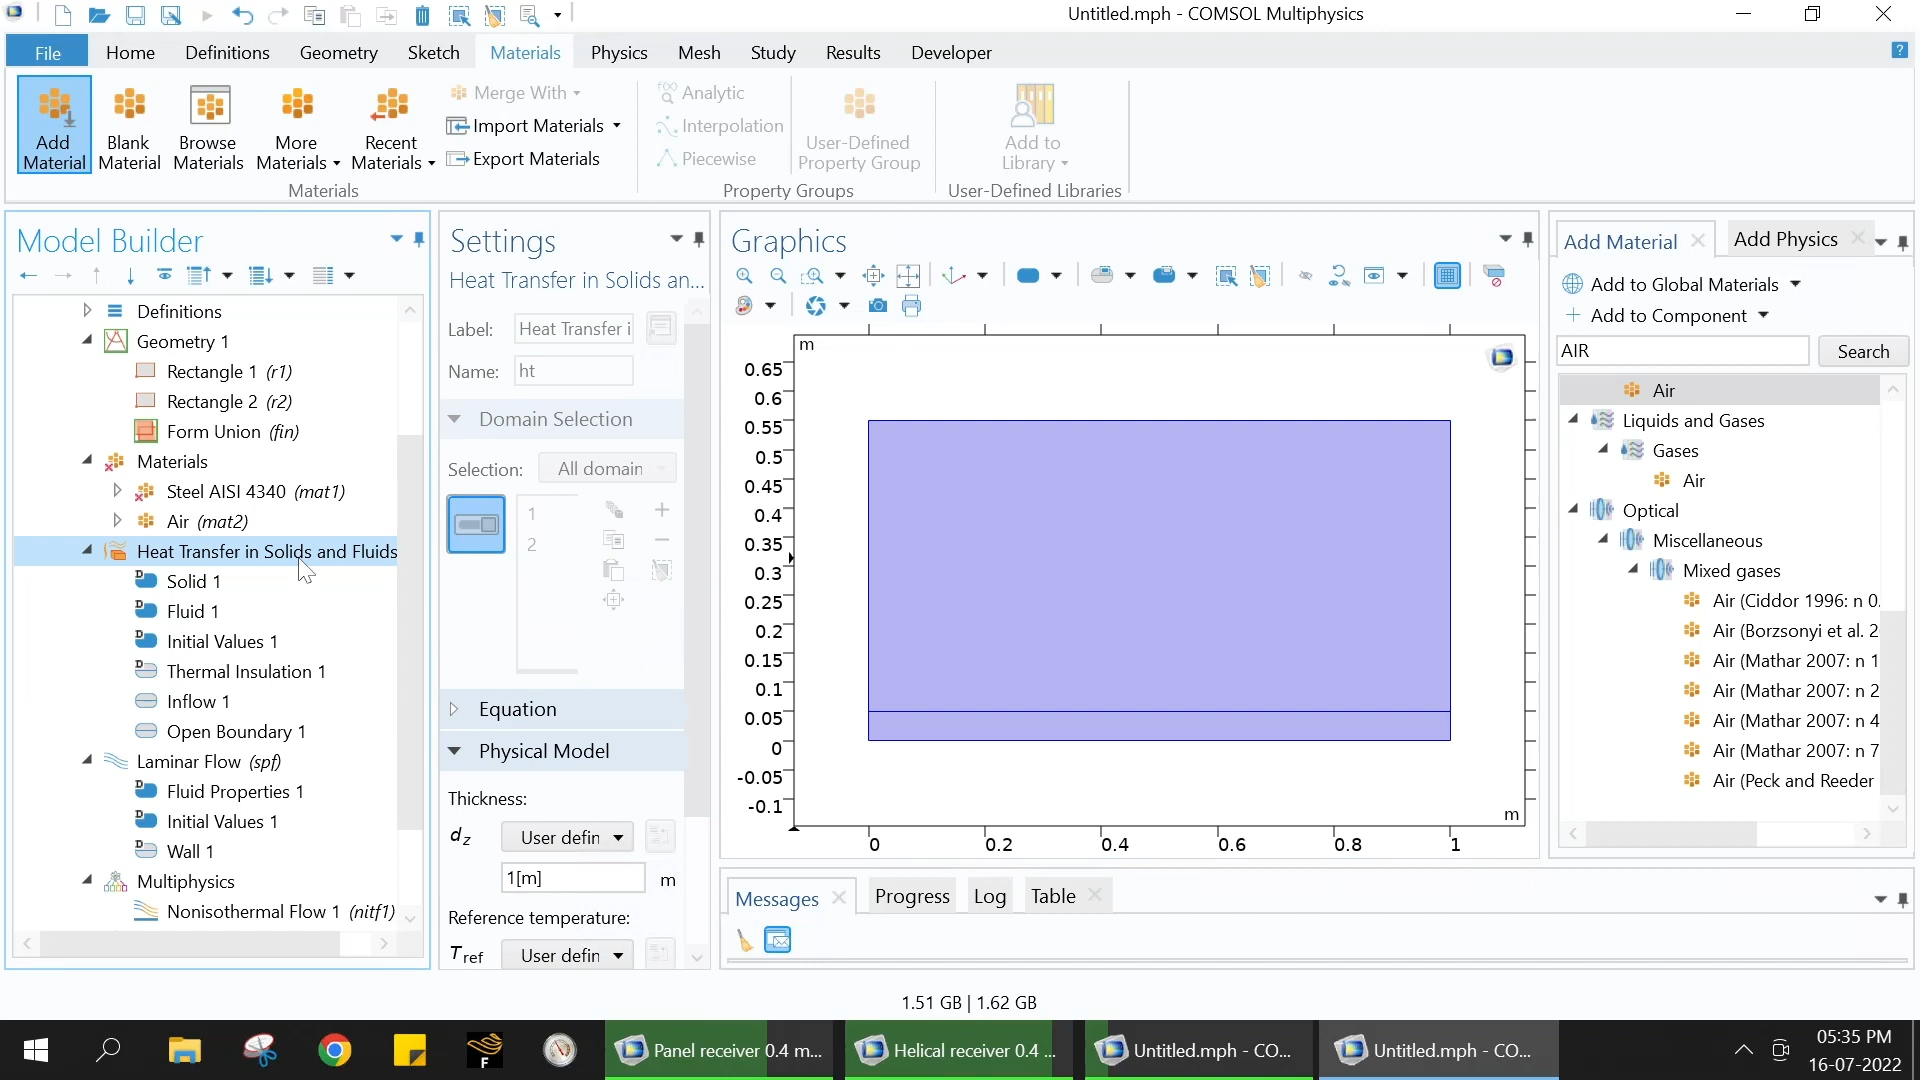 Untitled.mph - COMSOL Multiphysics
File
Home
Definitions
Geometry
Sketch
Materials
Physics
Mesh
Study
Results
Developer
?
Add
Material
Blank
Material
Browse
Materials
More
Materials
Recent
Materials
Merge With
Import Materials
Export Materials
Materials
Analytic
Interpolation
Piecewise
User-Defined
Property Group
Property Groups
Add to
Library
User-Defined Libraries
Model Builder
Definitions
Geometry 1
Rectangle 1 (r1)
Rectangle 2 (r2)
Form Union (fin)
Materials
Steel AISI 4340 (mat1)
Air (mat2)
Heat Transfer in Solids and Fluids
Solid 1
Fluid 1
Initial Values 1
Thermal Insulation 1
Inflow 1
Open Boundary 1
Laminar Flow (spf)
Fluid Properties 1
Initial Values 1
Wall 1
Multiphysics
Nonisothermal Flow 1 (nitf1)
Settings
Heat Transfer in Solids an...
Label: Heat Transfer i
Name: ht
Domain Selection
Selection: All domain
1
2
Equation
Physical Model
Thickness:
dz User defin
1[m] m
Reference temperature:
Tref User defin
Graphics
m
0.65
0.6
0.55
0.5
0.45
0.4
0.35
0.3
0.25
0.2
0.15
0.1
0.05
0
-0.05
-0.1
m
0 0.2 0.4 0.6 0.8 1
Messages
Progress
Log
Table
Add Material
Add Physics
Add to Global Materials
Add to Component
AIR
Search
Air
Liquids and Gases
Gases
Air
Optical
Miscellaneous
Mixed gases
Air (Ciddor 1996: n 0.
Air (Borzsonyi et al. 2
Air (Mathar 2007: n 1
Air (Mathar 2007: n 2
Air (Mathar 2007: n 4
Air (Mathar 2007: n 7
Air (Peck and Reeder
1.51 GB | 1.62 GB
F
Panel receiver 0.4 m...
Helical receiver 0.4 ...
Untitled.mph - CO...
Untitled.mph - CO...
05:35 PM
16-07-2022